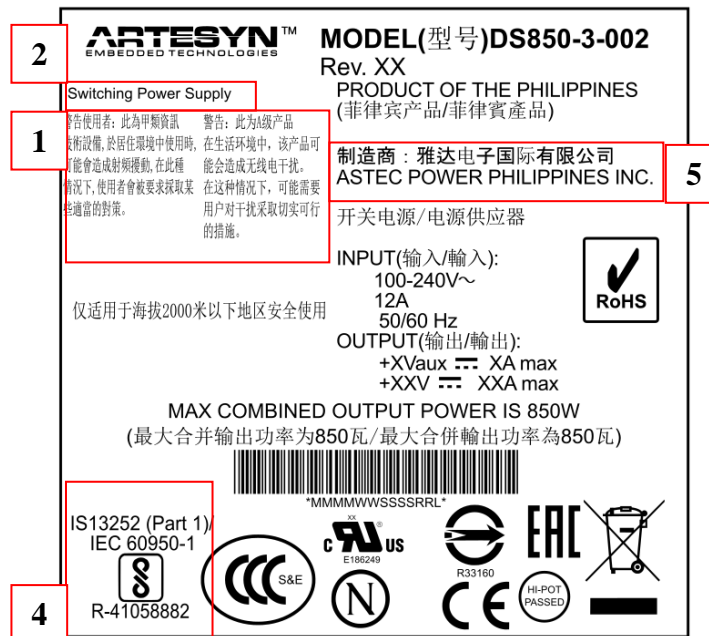 2
1
5
4
ARTESYN™
EMBEDDED TECHNOLOGIES
Switching Power Supply
警告使用者: 此為甲類資訊
技術設備,於居住環境中使用時,
可能會造成射頻擾動,在此種
情況下,使用者會被要求採取某
些適當的對策。
警告: 此为A级产品
在生活环境中，该产品可
能会造成无线电干扰。
在这种情况下，可能需要
用户对干扰采取切实可行
的措施。
仅适用于海拔2000米以下地区安全使用
MODEL(型号)DS850-3-002
Rev. XX
PRODUCT OF THE PHILIPPINES
(菲律宾产品/菲律賓產品)
制造商：雅达电子国际有限公司
ASTEC POWER PHILIPPINES INC.
开关电源/电源供应器
INPUT(输入/輸入):
100-240V～
12A
50/60 Hz
OUTPUT(输出/輸出):
+XVaux ⎓ XA max
+XXV ⎓ XXA max
RoHS
MAX COMBINED OUTPUT POWER IS 850W
(最大合并输出功率为850瓦/最大合併輸出功率為850瓦)
*MMMMWWSSSSRRL*
IS13252 (Part 1)/
IEC 60950-1
R-41058882
CCC S&E
XX
c RU US
E186249
N
R33160
CE
EAC
HI-POT
PASSED